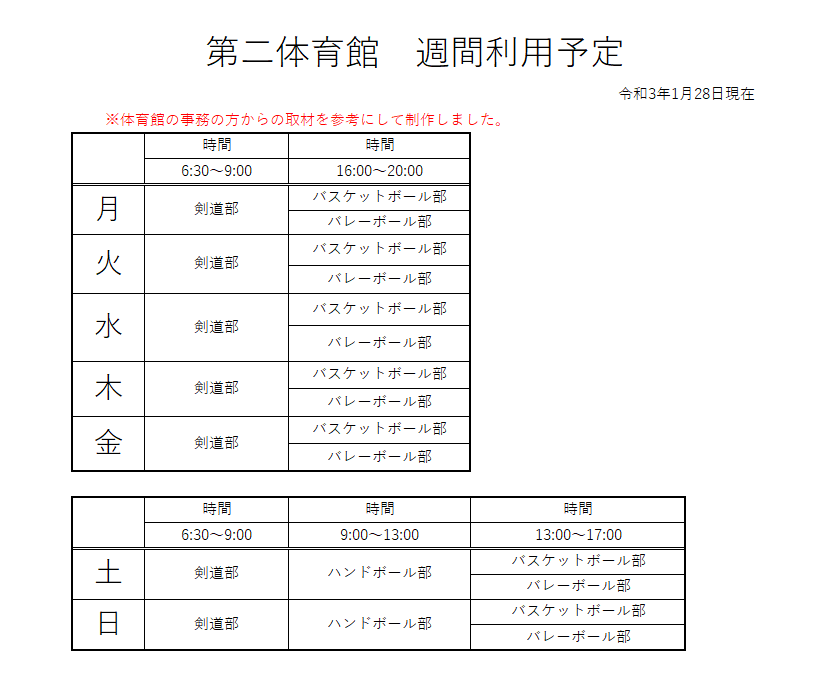 第二体育館　週間利用予定
令和3年1月28日現在
※体育館の事務の方からの取材を参考にして制作しました。
時間 時間
6:30～9:00 16:00～20:00
月 剣道部 バスケットボール部
バレーボール部
火 剣道部 バスケットボール部
バレーボール部
水 剣道部 バスケットボール部
バレーボール部
木 剣道部 バスケットボール部
バレーボール部
金 剣道部 バスケットボール部
バレーボール部
時間 時間 時間
6:30～9:00 9:00～13:00 13:00～17:00
土 剣道部 ハンドボール部 バスケットボール部
バレーボール部
日 剣道部 ハンドボール部 バスケットボール部
バレーボール部